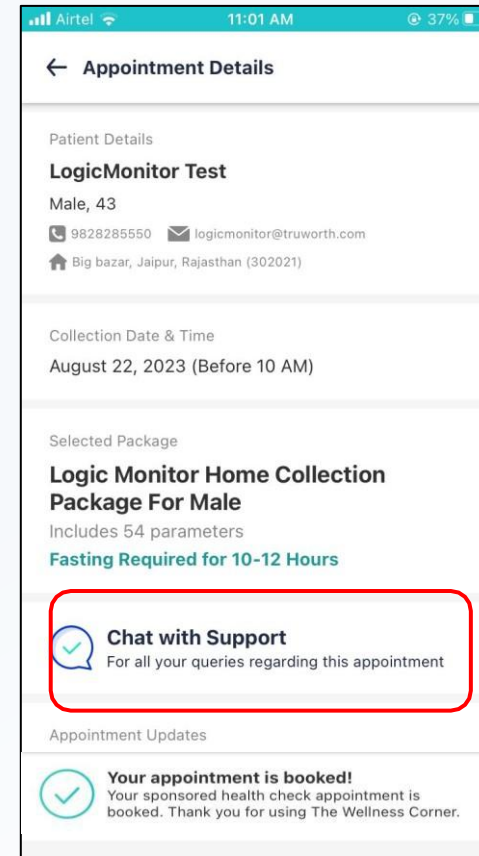 Airtel 11:01 AM 37%
Appointment Details
Patient Details
LogicMonitor Test
Male, 43
9828285550 logicmonitor@truworth.com
Big bazar, Jaipur, Rajasthan (302021)
Collection Date & Time
August 22, 2023 (Before 10 AM)
Selected Package
Logic Monitor Home Collection
Package For Male
Includes 54 parameters
Fasting Required for 10-12 Hours
Chat with Support
For all your queries regarding this appointment
Appointment Updates
Your appointment is booked!
Your sponsored health check appointment is
booked. Thank you for using The Wellness Corner.